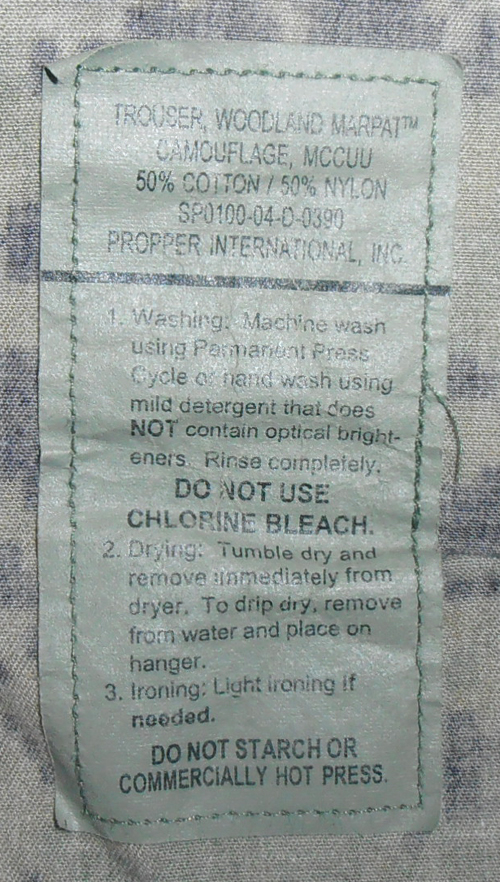 TROUSER, WOODLAND MARPAT™
CAMOUFLAGE, MCCUU
50% COTTON / 50% NYLON
SP0100-04-D-0390
PROPPER INTERNATIONAL, INC.
1. Washing: Machine wash
using Permanent Press
Cycle or hand wash using
mild detergent that does
NOT contain optical bright-
eners. Rinse completely.
DO NOT USE
CHLORINE BLEACH.
2. Drying: Tumble dry and
remove immediately from
dryer. To drip dry, remove
from water and place on
hanger.
3. Ironing: Light ironing if
needed.
DO NOT STARCH OR
COMMERCIALLY HOT PRESS.